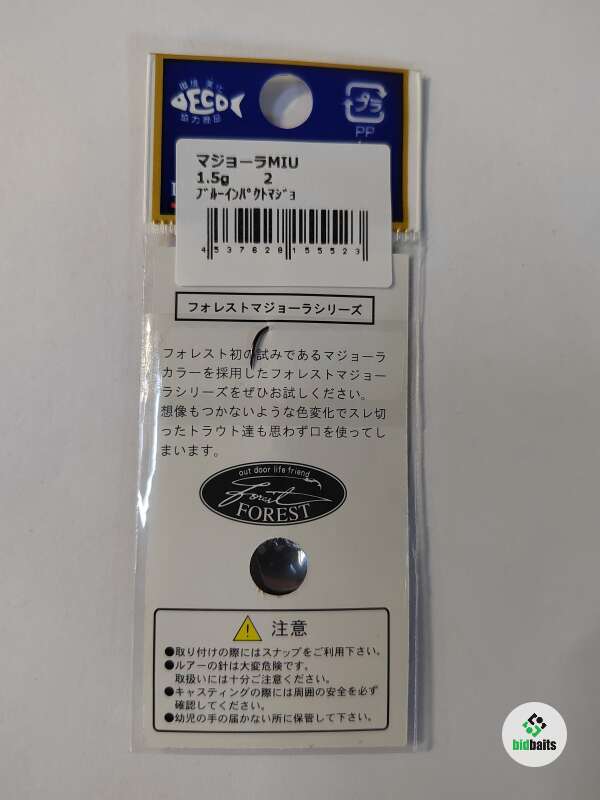 環境・浄化
ECO
協力商品
プラ
PP
マジョーラMIU
1.5g 2
ブルーインパクトマジョ
4 537628 155523
フォレストマジョーラシリーズ
フォレスト初の試みであるマジョーラ
カラーを採用したフォレストマジョー
ラシリーズをぜひお試しください。
想像もつかないような色変化でスレ切
ったトラウト達も思わず口を使ってし
まいます。
out door life friend
Forest
FOREST
注意
●取り付けの際にはスナップをご利用下さい。
●ルアーの針は大変危険です。
取扱いには十分ご注意ください。
●キャスティングの際には周囲の安全を必ず
確認してください。
●幼児の手の届かない所に保管して下さい。
bidbaits